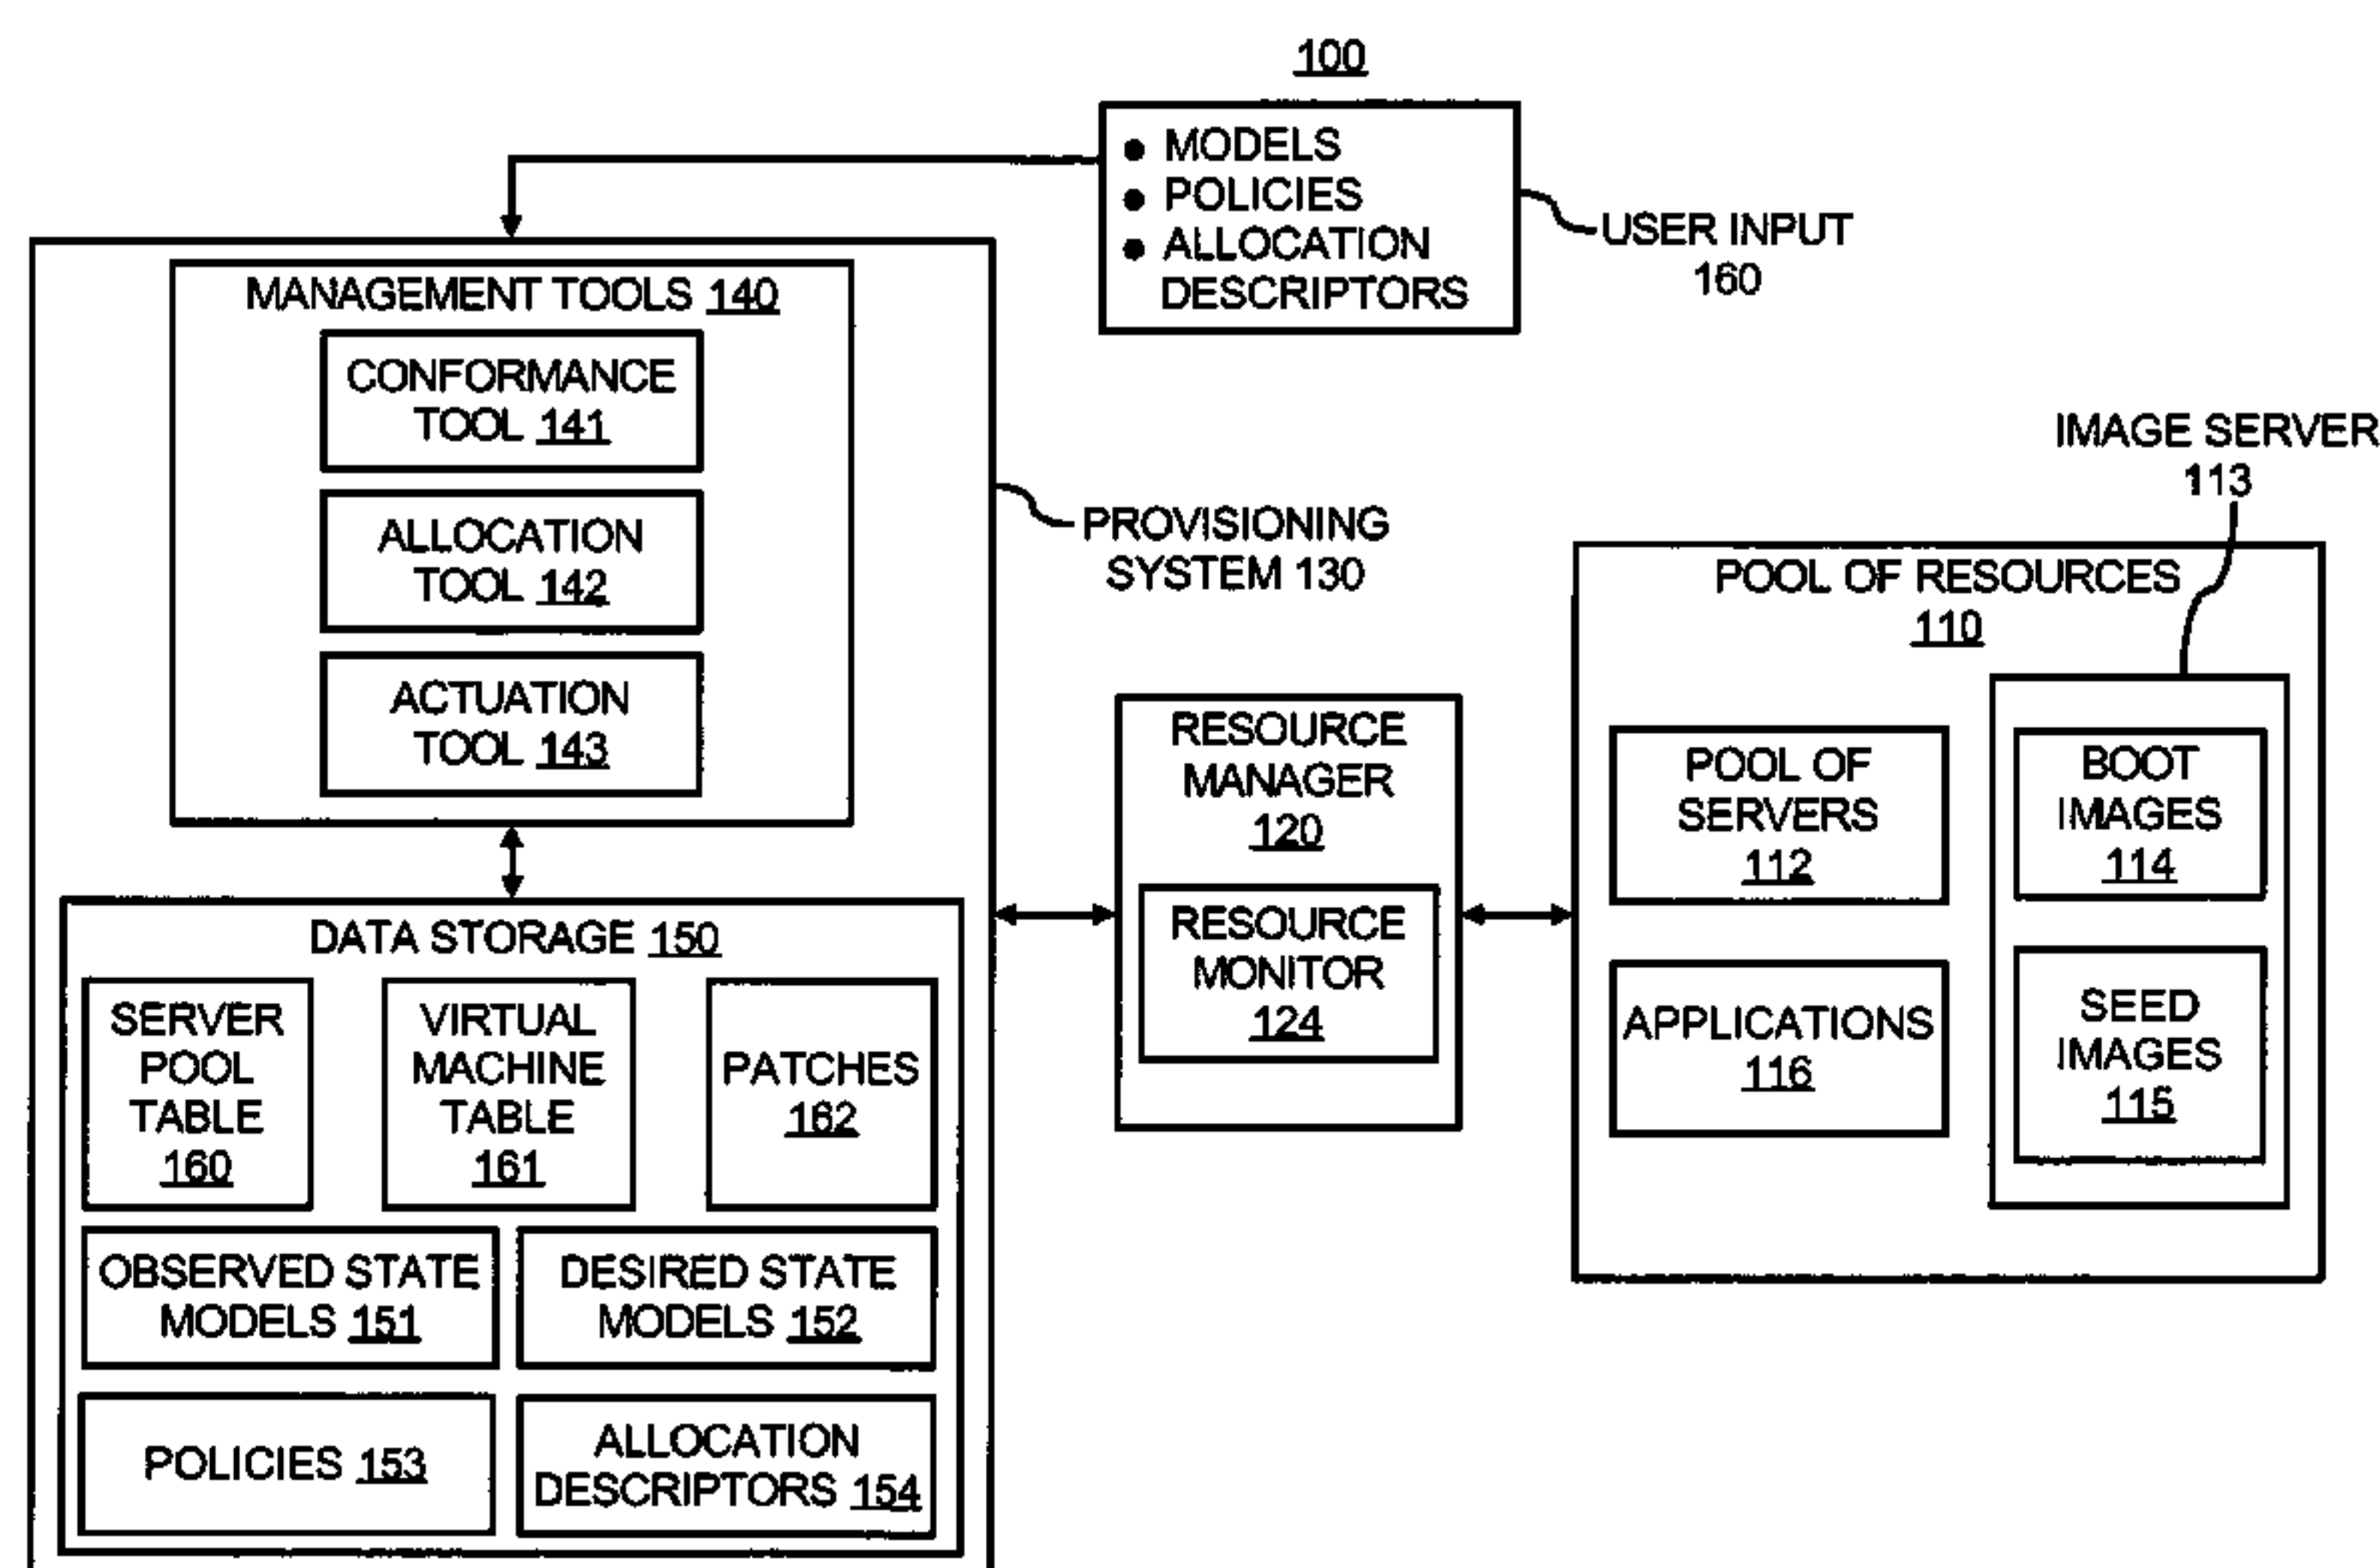 100
● MODELS
● POLICIES
● ALLOCATION
DESCRIPTORS
USER INPUT
160
MANAGEMENT TOOLS 140
CONFORMANCE
TOOL 141
ALLOCATION
TOOL 142
ACTUATION
TOOL 143
PROVISIONING
SYSTEM 130
DATA STORAGE 150
SERVER
POOL
TABLE
160
VIRTUAL
MACHINE
TABLE
161
PATCHES
162
OBSERVED STATE
MODELS 151
DESIRED STATE
MODELS 152
POLICIES 153
ALLOCATION
DESCRIPTORS 154
RESOURCE
MANAGER
120
RESOURCE
MONITOR
124
IMAGE SERVER
113
POOL OF RESOURCES
110
POOL OF
SERVERS
112
BOOT
IMAGES
114
APPLICATIONS
116
SEED
IMAGES
115